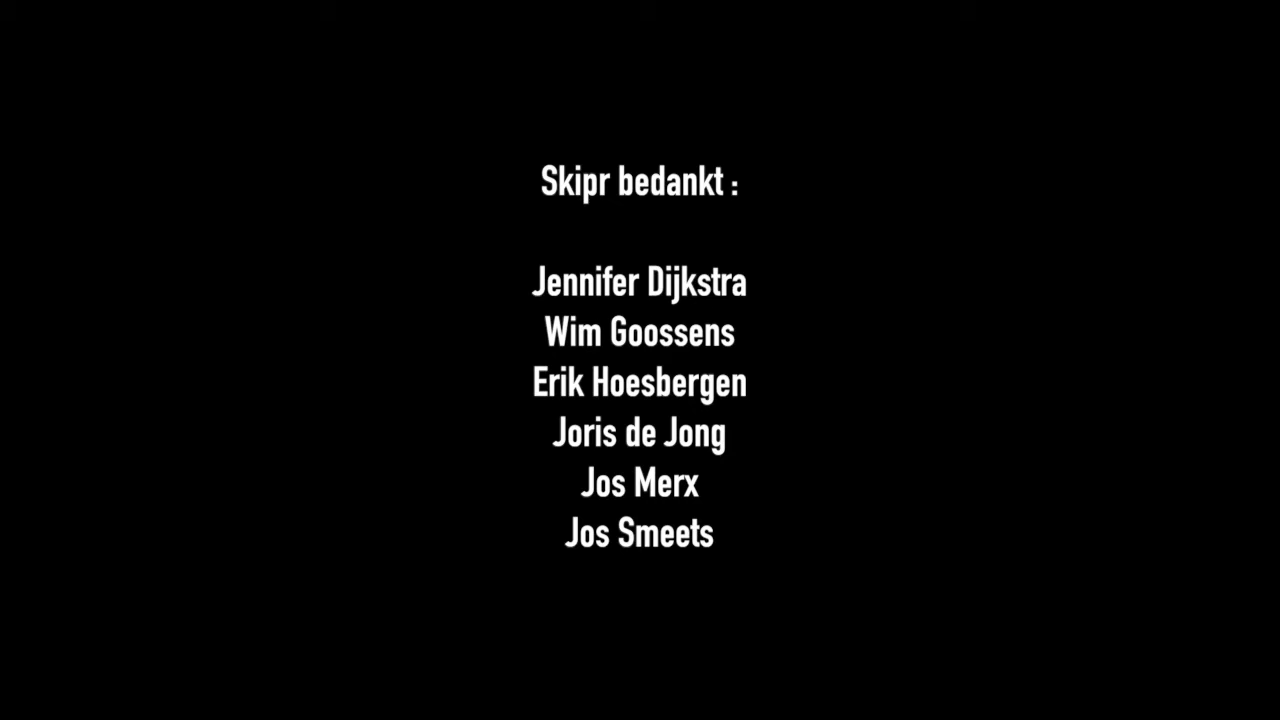 Skipr bedankt :
Jennifer Dijkstra
Wim Goossens
Erik Hoesbergen
Joris de Jong
Jos Merx
Jos Smeets